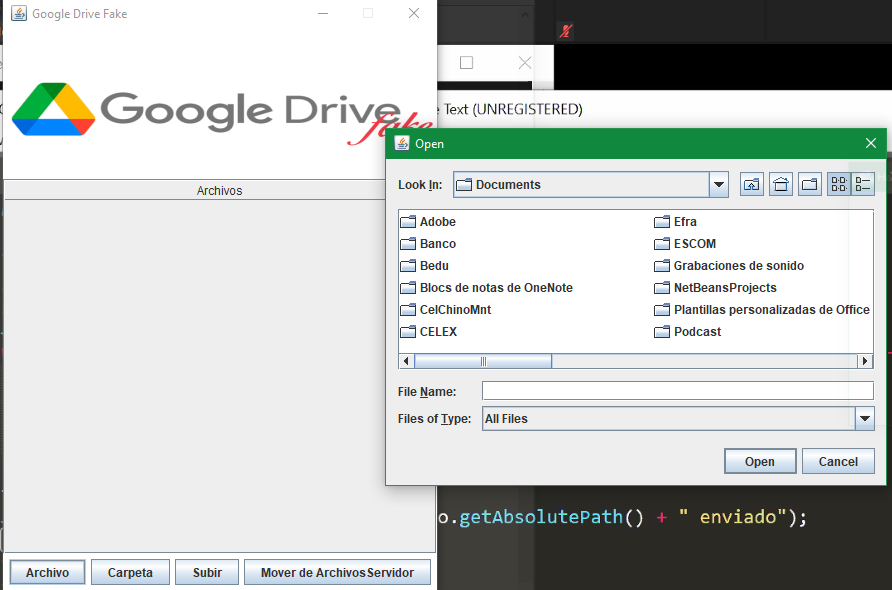 Google Drive Fake
Google Drive
fake
e Text (UNREGISTERED)
Open
Look In: Documents
Archivos
Adobe
Banco
Bedu
Blocs de notas de OneNote
CelChinoMnt
CELEX
Efra
ESCOM
Grabaciones de sonido
NetBeansProjects
Plantillas personalizadas de Office
Podcast
File Name:
Files of Type: All Files
Open Cancel
o.getAbsolutePath() + " enviado");
Archivo Carpeta Subir Mover de ArchivosServidor